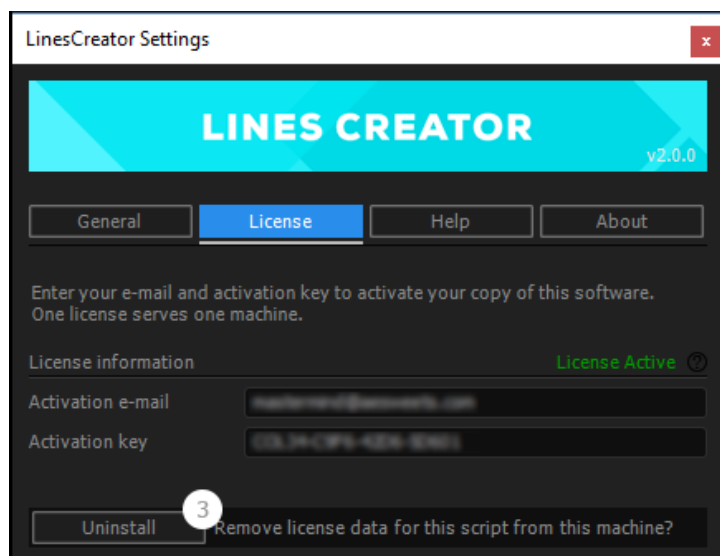 LinesCreator Settings
x
LINES CREATOR
v2.0.0
General License Help About
Enter your e-mail and activation key to activate your copy of this software.
One license serves one machine.
License information License Active ?
Activation e-mail
Activation key
Uninstall 3 Remove license data for this script from this machine?